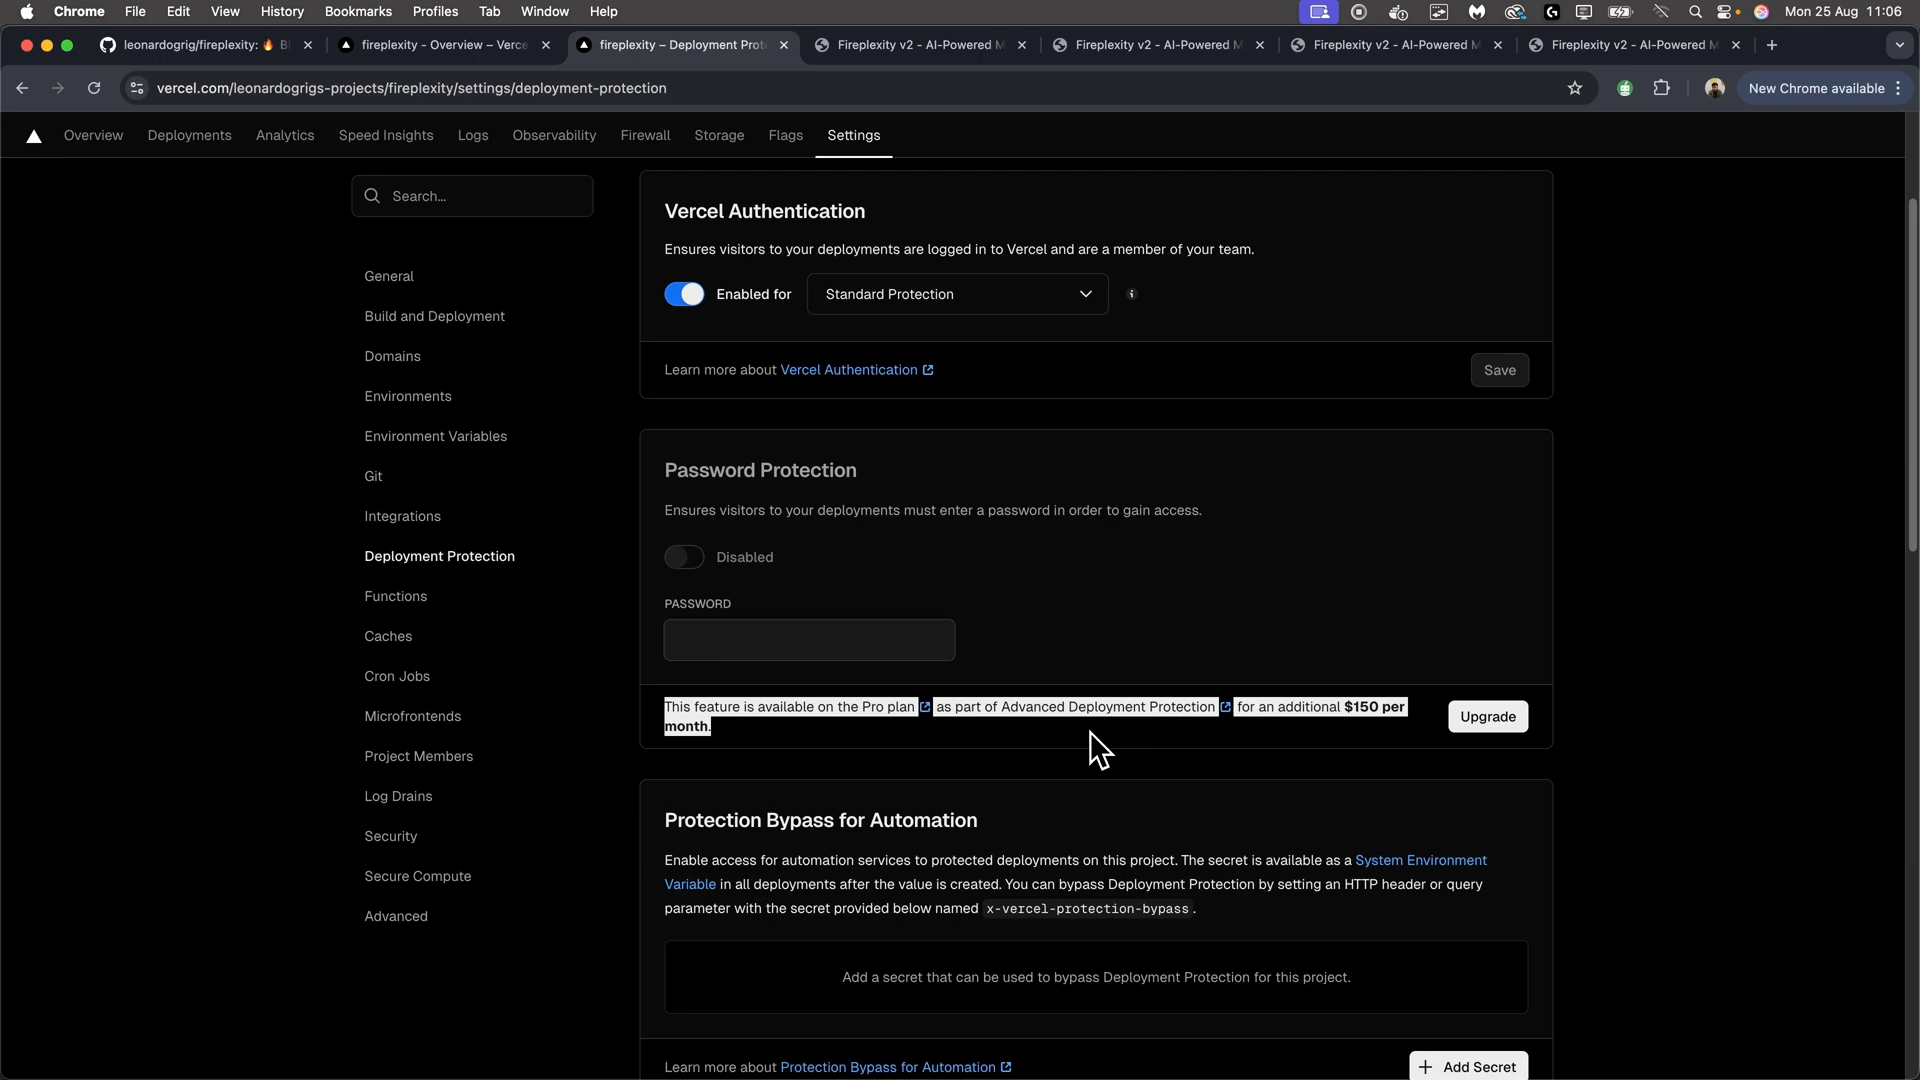 Chrome File Edit View History Bookmarks Profiles Tab Window Help Mon 25 Aug 11:06
leonardogrig/fireplexity: 🔥 B
fireplexity - Overview – Verce
fireplexity – Deployment Prot
Fireplexity v2 - AI-Powered M
Fireplexity v2 - AI-Powered M
Fireplexity v2 - AI-Powered M
Fireplexity v2 - AI-Powered M
vercel.com/leonardogrigs-projects/fireplexity/settings/deployment-protection
New Chrome available
Overview Deployments Analytics Speed Insights Logs Observability Firewall Storage Flags Settings
Search...
General
Build and Deployment
Domains
Environments
Environment Variables
Git
Integrations
Deployment Protection
Functions
Caches
Cron Jobs
Microfrontends
Project Members
Log Drains
Security
Secure Compute
Advanced
Vercel Authentication
Ensures visitors to your deployments are logged in to Vercel and are a member of your team.
Enabled for Standard Protection
Learn more about Vercel Authentication
Save
Password Protection
Ensures visitors to your deployments must enter a password in order to gain access.
Disabled
PASSWORD
This feature is available on the Pro plan as part of Advanced Deployment Protection for an additional $150 per
month.
Upgrade
Protection Bypass for Automation
Enable access for automation services to protected deployments on this project. The secret is available as a System Environment
Variable in all deployments after the value is created. You can bypass Deployment Protection by setting an HTTP header or query
parameter with the secret provided below named x-vercel-protection-bypass.
Add a secret that can be used to bypass Deployment Protection for this project.
Learn more about Protection Bypass for Automation
Add Secret